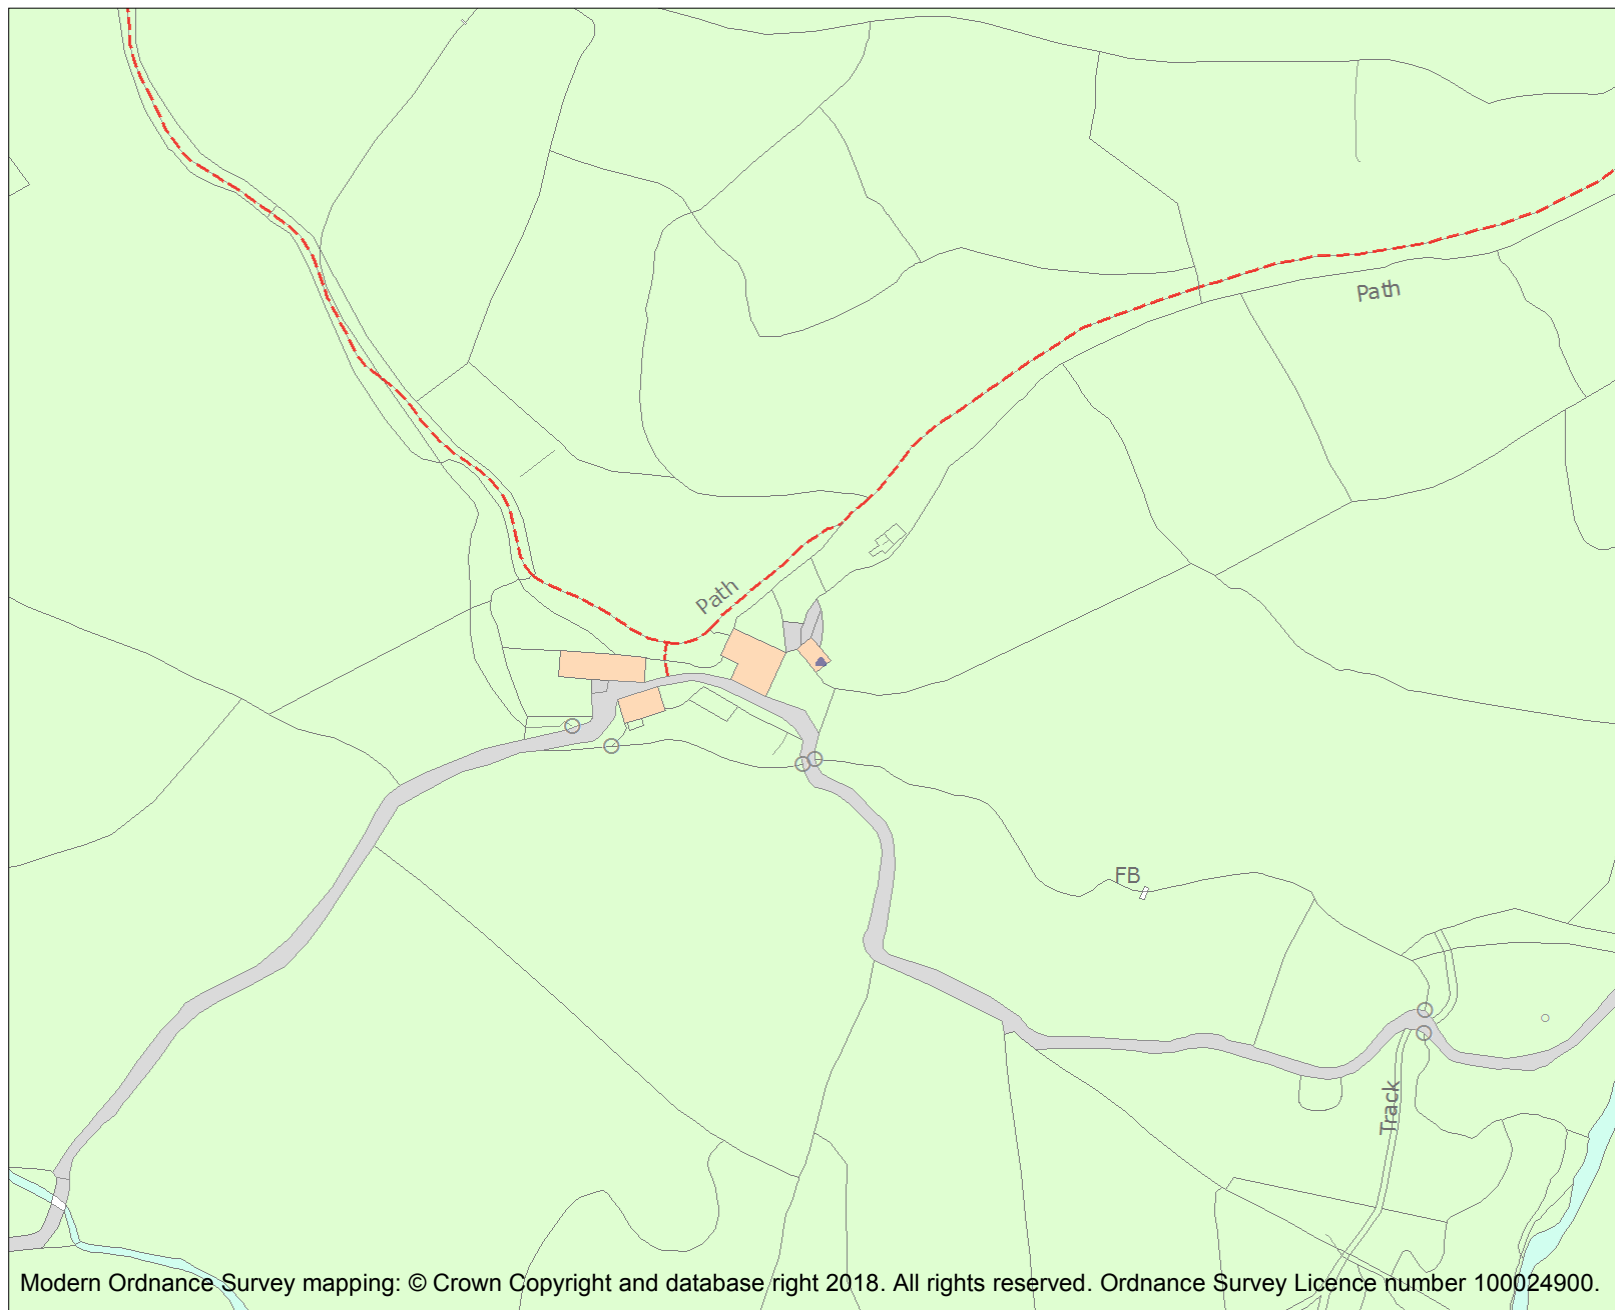 Path
Path
FB
Track
Modern Ordnance Survey mapping: © Crown Copyright and database right 2018. All rights reserved. Ordnance Survey Licence number 100024900.